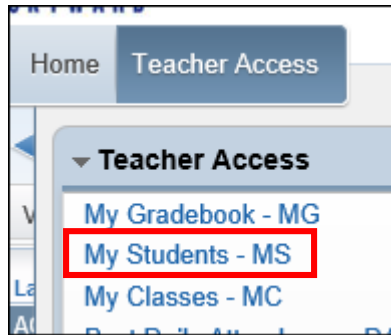 Home Teacher Access
Teacher Access
My Gradebook - MG
My Students - MS
My Classes - MC